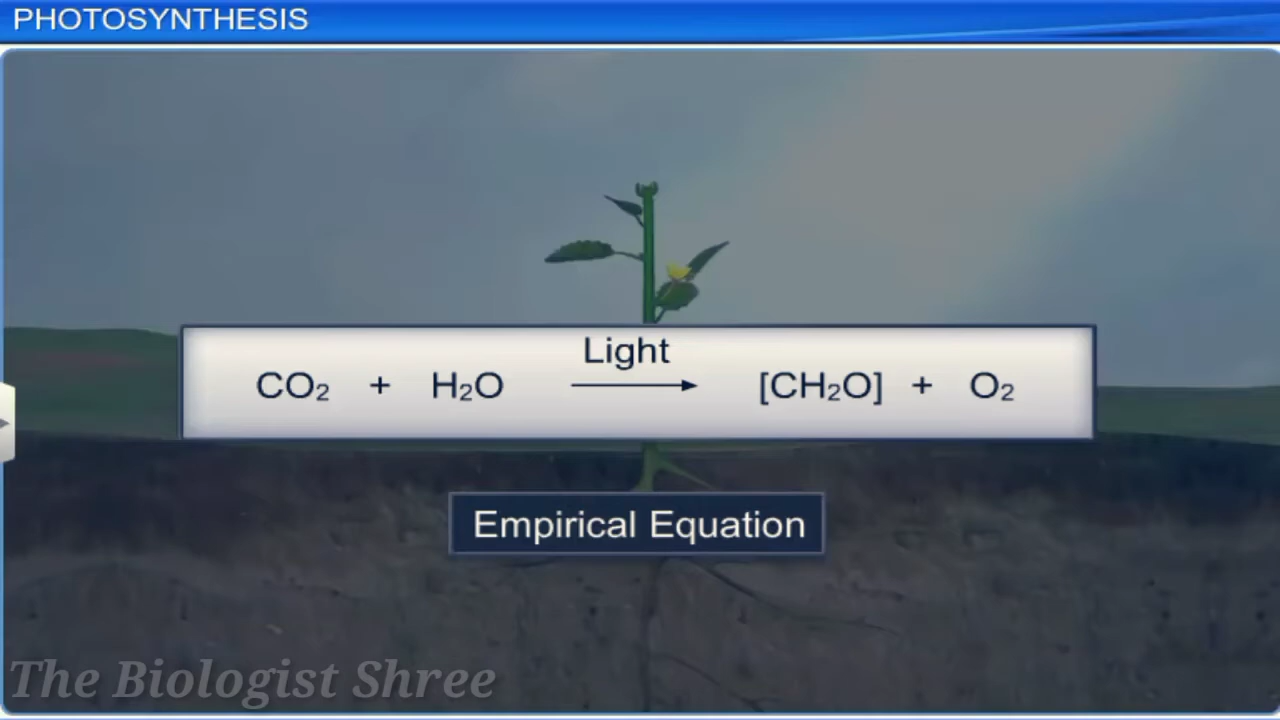 PHOTOSYNTHESIS
Light
CO₂ + H₂O → [CH₂O] + O₂
Empirical Equation
The Biologist Shree